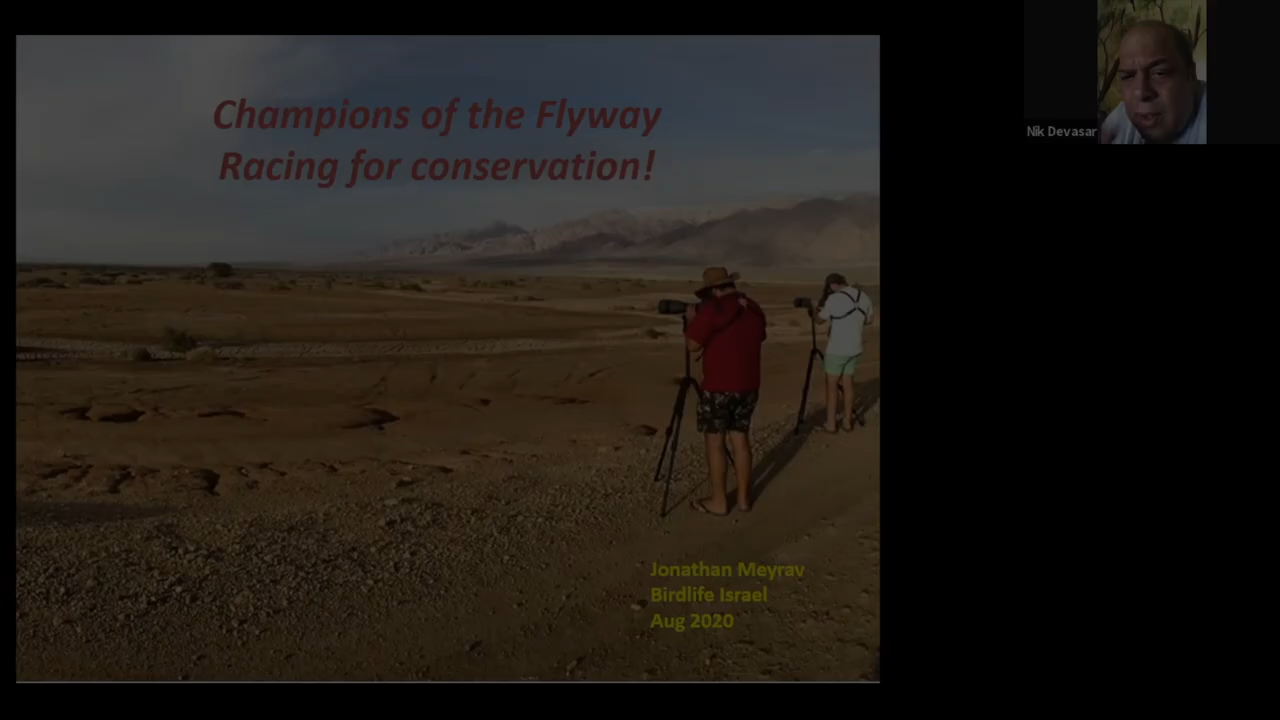 Champions of the Flyway
Racing for conservation!
Nik Devasar
Jonathan Meyrav
Birdlife Israel
Aug 2020